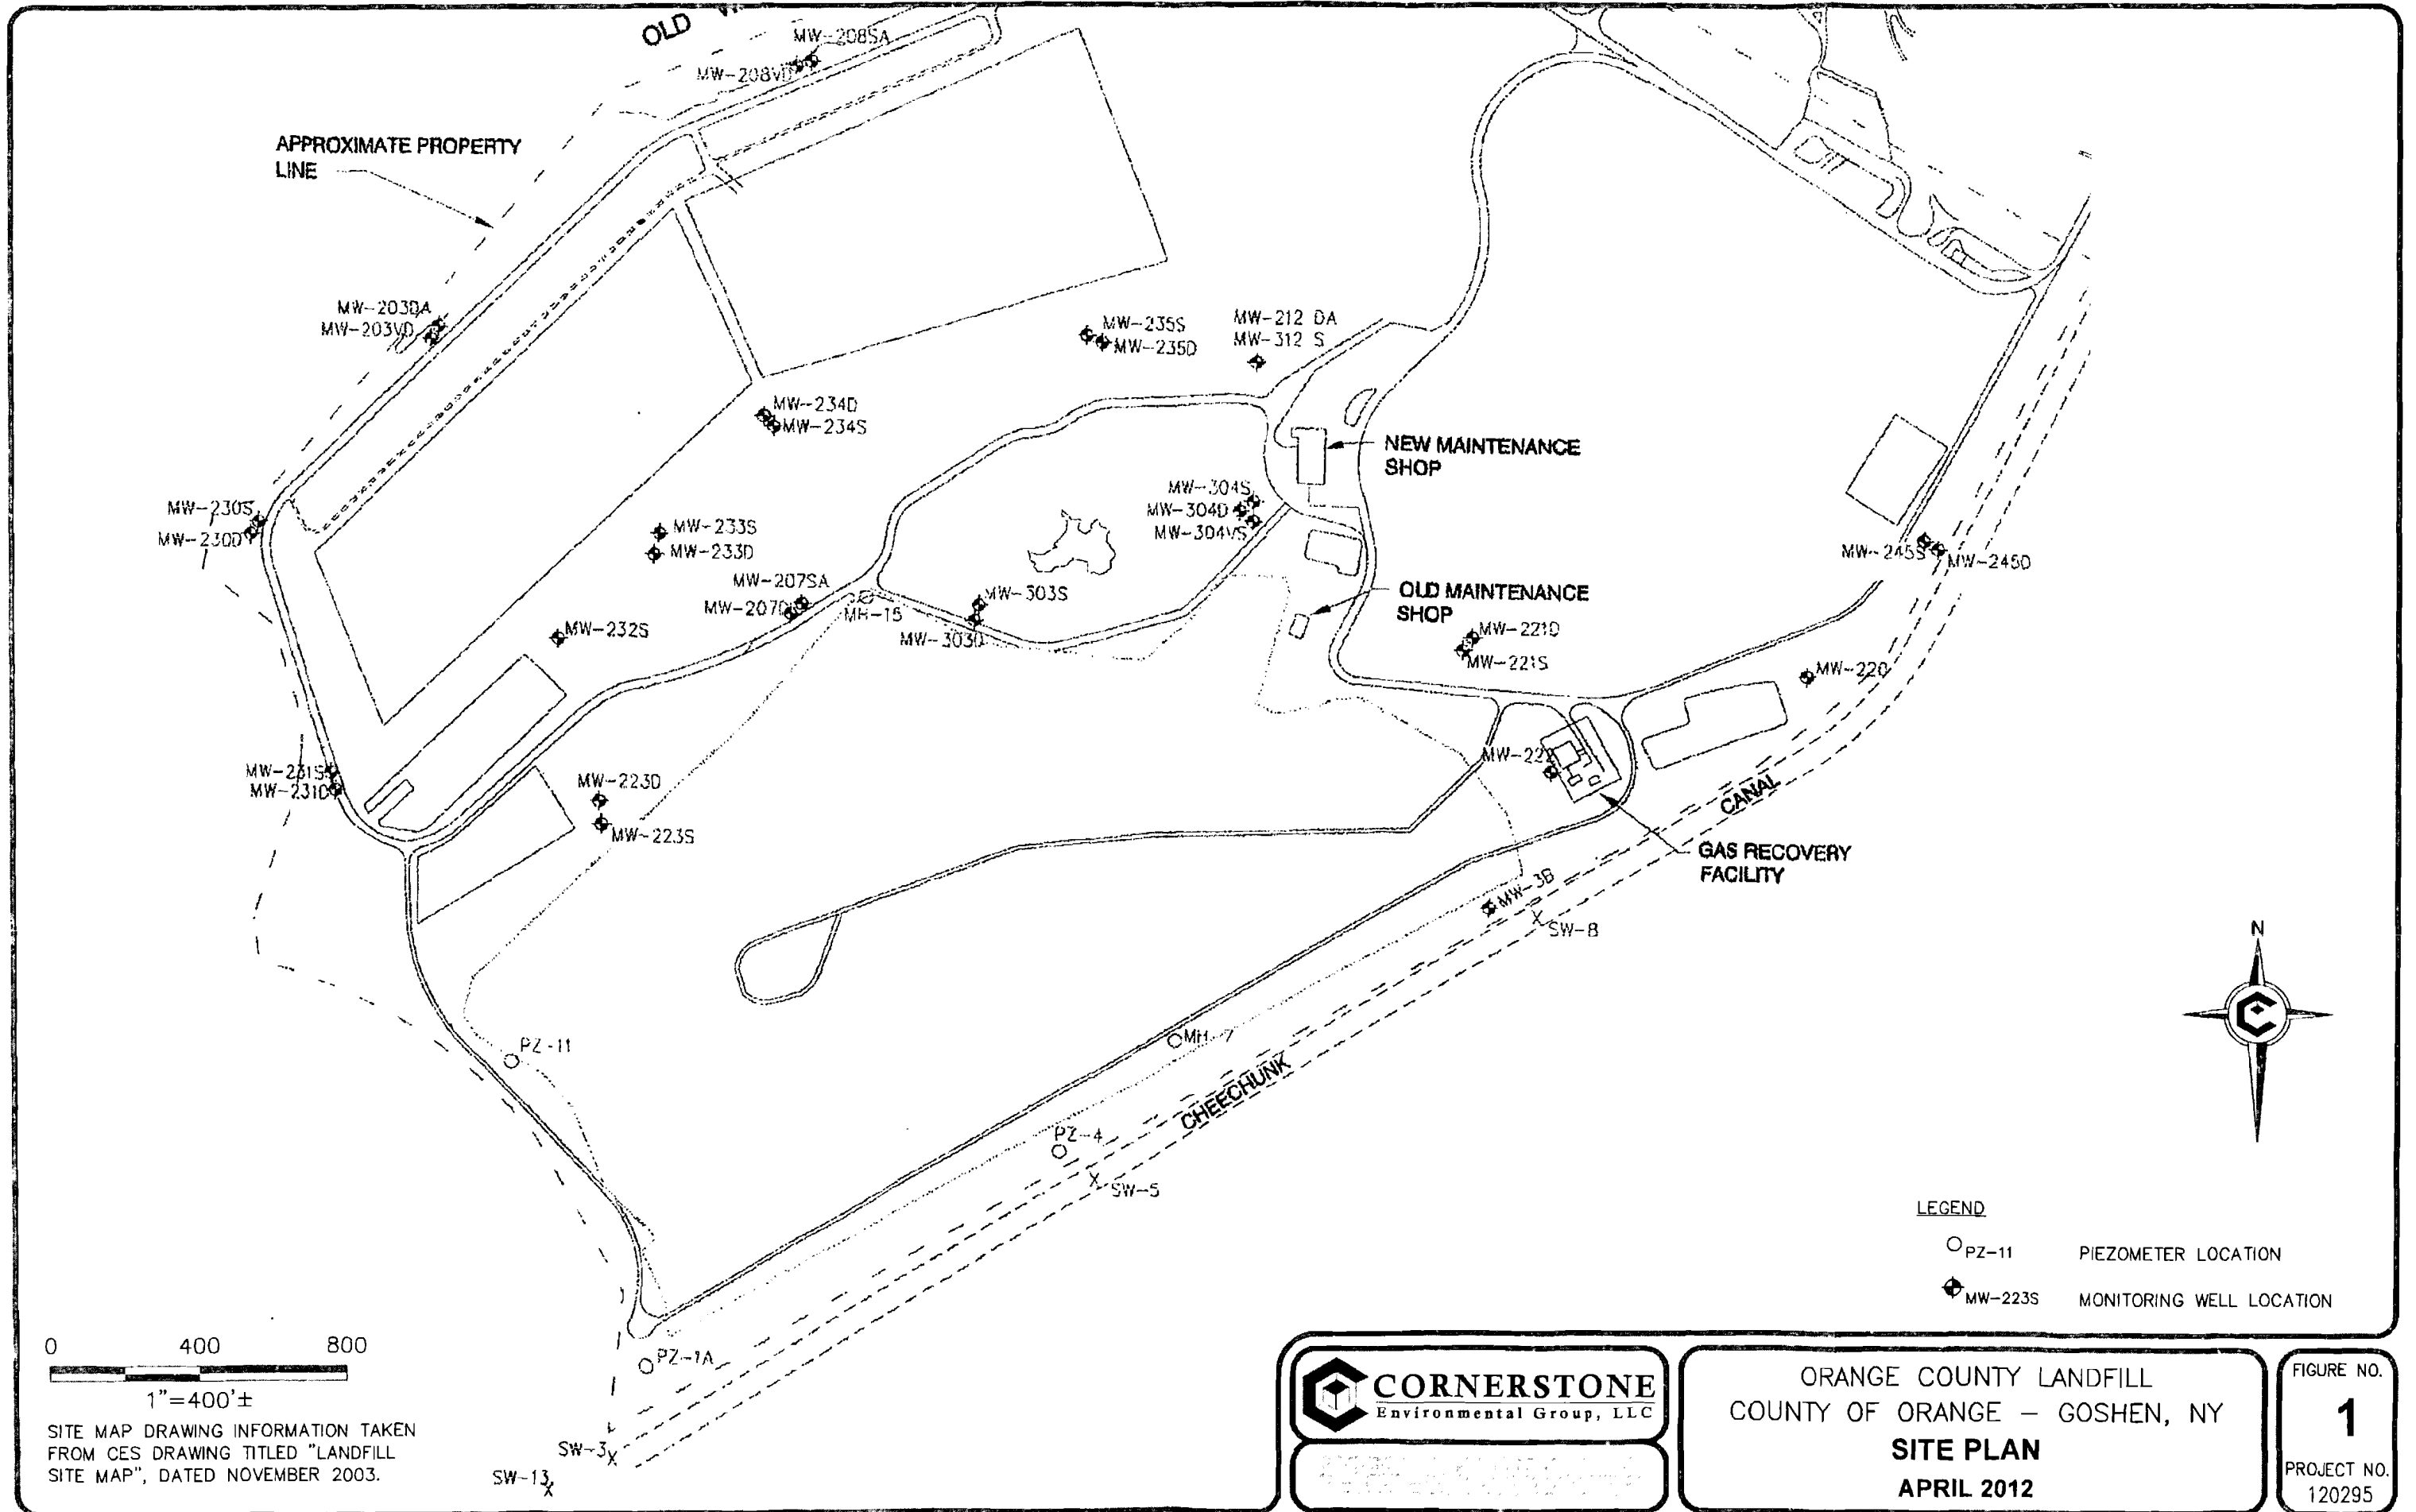 OLD
MW-208SA
MW-208VD
APPROXIMATE PROPERTY
LINE
MW-203DA
MW-203VD
MW-235S
MW-235D
MW-212 DA
MW-312 S
MW-234D
MW-234S
NEW MAINTENANCE
SHOP
MW-304S
MW-304D
MW-304VS
MW-230S
MW-230D
MW-233S
MW-233D
MW-245S
MW-245D
MW-207SA
MW-207D
MH-15
MW-303S
MW-303D
OLD MAINTENANCE
SHOP
MW-232S
MW-221D
MW-221S
MW-220
MW-222
MW-231S
MW-231D
MW-223D
MW-223S
CANAL
GAS RECOVERY
FACILITY
MW-3B
SW-8
N
PZ-11
MH-7
CHEECHUNK
PZ-4
SW-5
LEGEND
PZ-11 PIEZOMETER LOCATION
MW-223S MONITORING WELL LOCATION
PZ-1A
SW-3
SW-13
0 400 800
1"=400'±
SITE MAP DRAWING INFORMATION TAKEN
FROM CES DRAWING TITLED "LANDFILL
SITE MAP", DATED NOVEMBER 2003.
CORNERSTONE
Environmental Group, LLC
ORANGE COUNTY LANDFILL
COUNTY OF ORANGE – GOSHEN, NY
SITE PLAN
APRIL 2012
FIGURE NO.
1
PROJECT NO.
120295